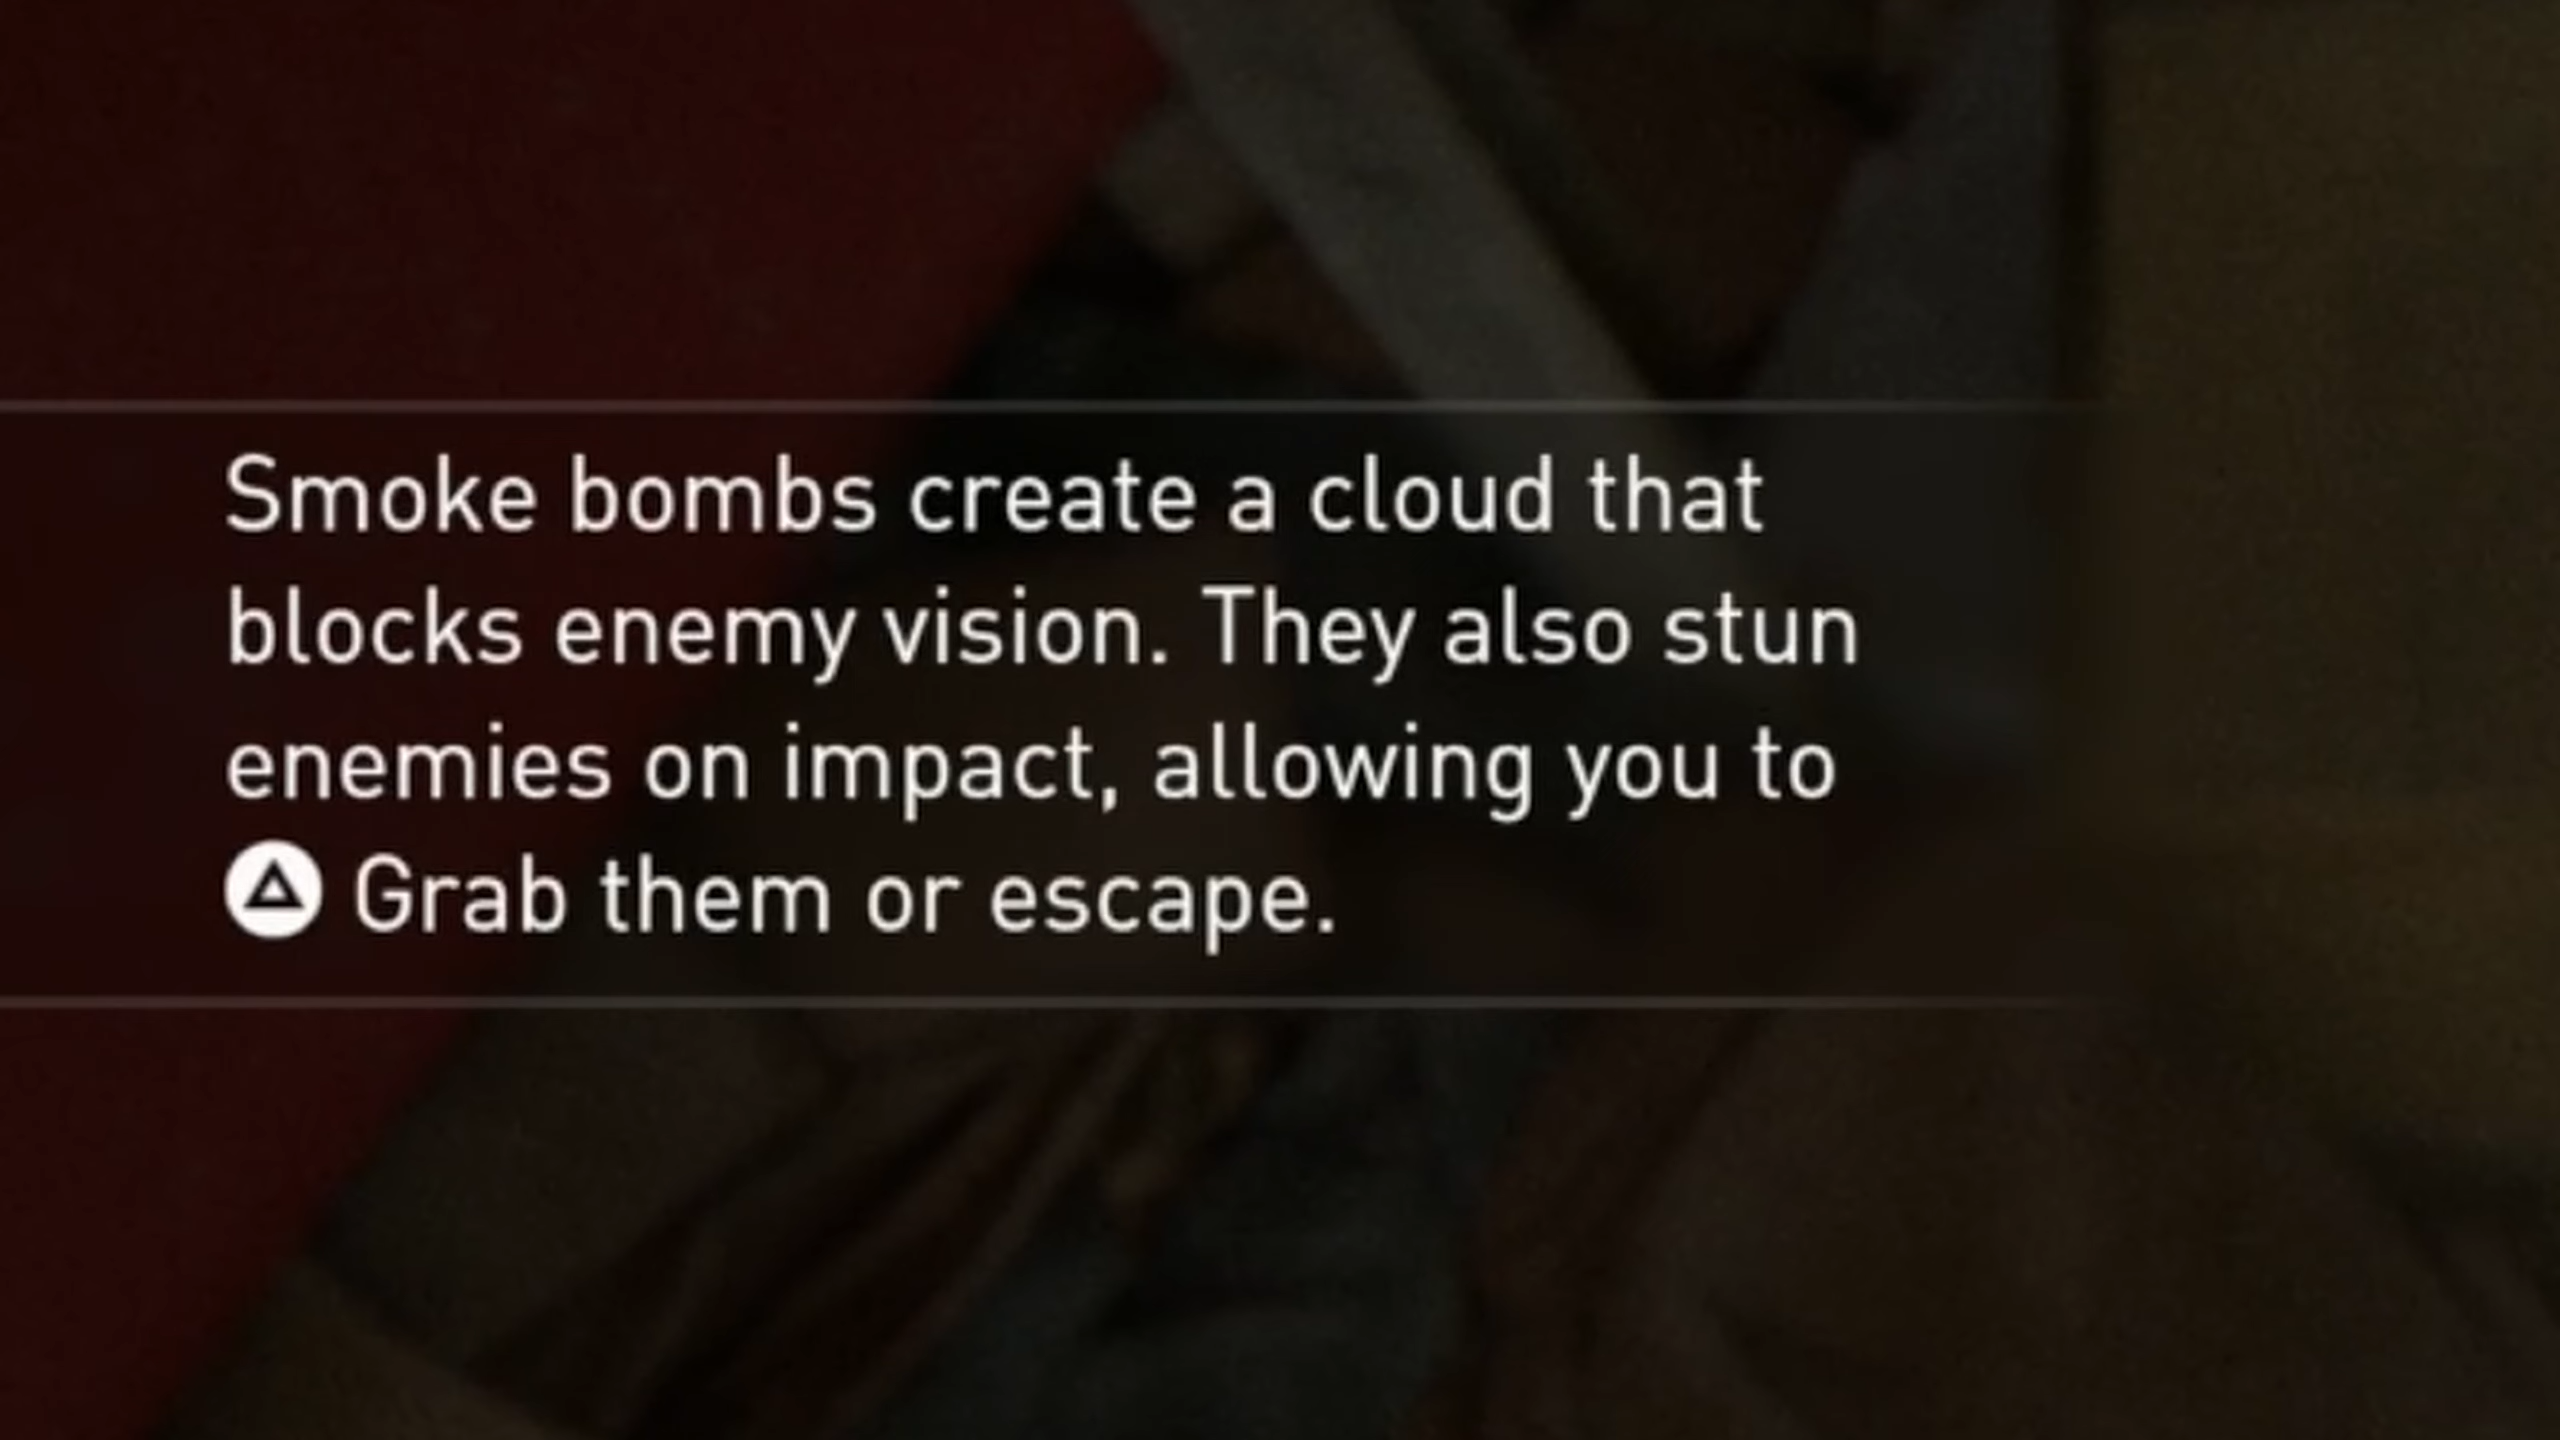 Smoke bombs create a cloud that
blocks enemy vision. They also stun
enemies on impact, allowing you to
Grab them or escape.